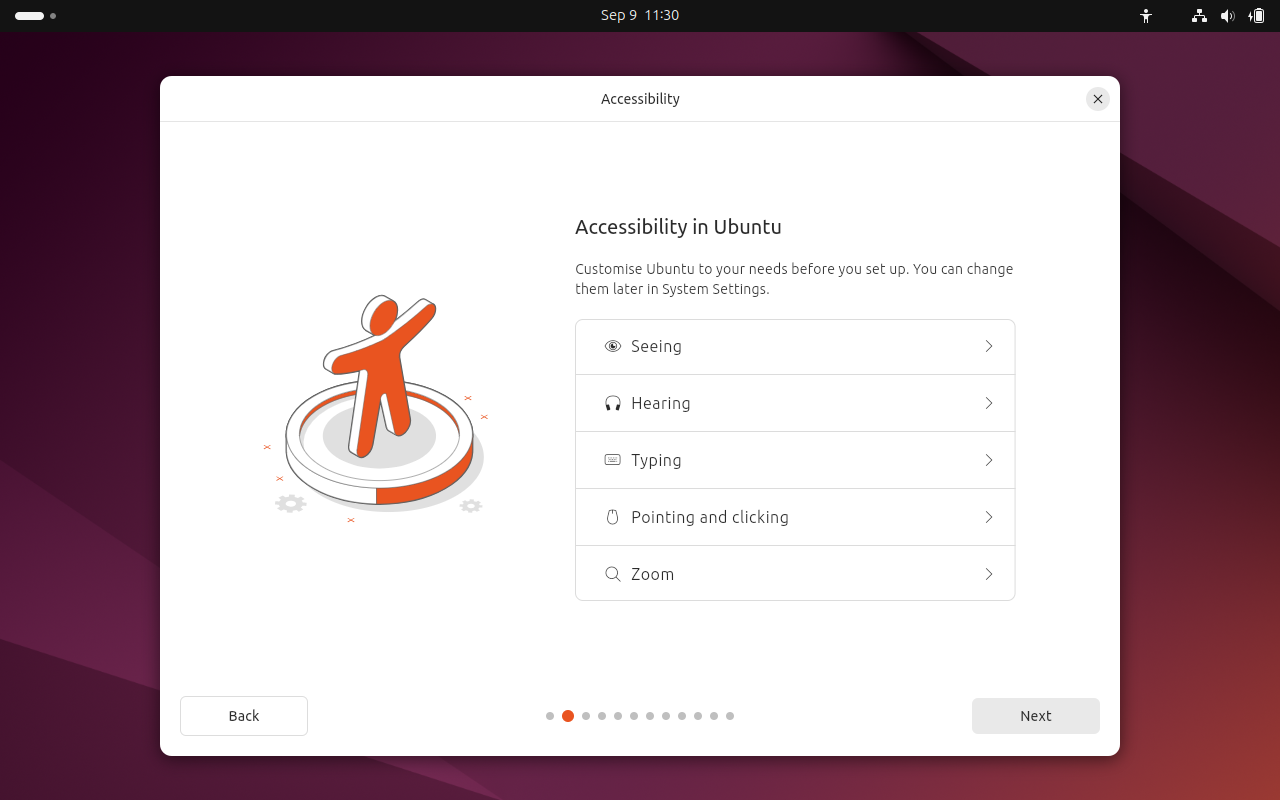 Sep 9 11:30
Accessibility
Accessibility in Ubuntu
Customise Ubuntu to your needs before you set up. You can change
them later in System Settings.
Seeing
Hearing
Typing
Pointing and clicking
Zoom
Back
Next